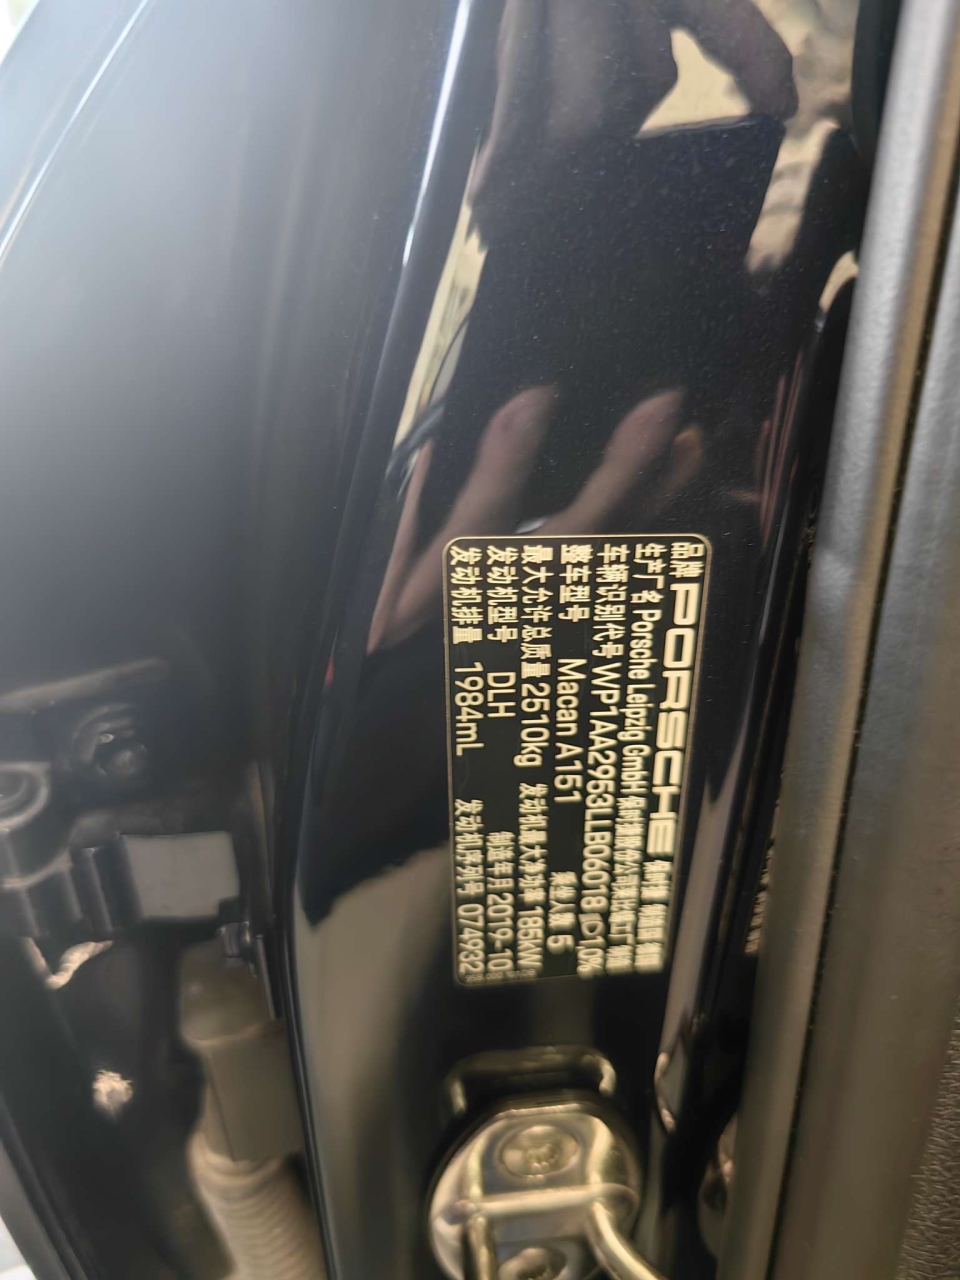 品牌 PORSCHE
生产厂名 Porsche Leipzig GmbH
车辆识别代号 WP1AA2953LLB06018
整车型号 Macan A151 乘坐人数 5
最大允许总质量 2510kg 发动机最大净功率 185KW
发动机型号 DLH 制造年月 2019-10
发动机排量 1984mL 发动机序列号 074932